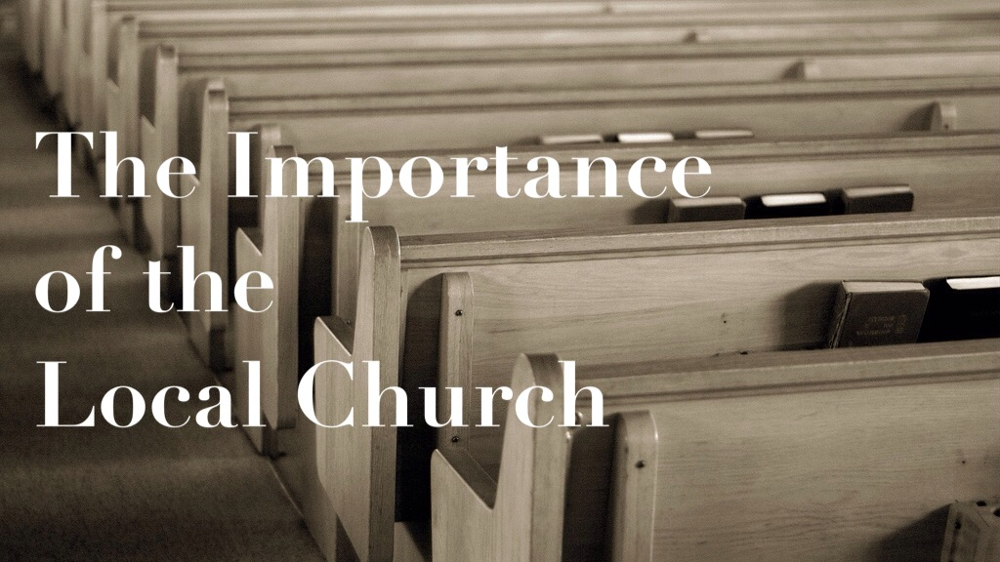 The Importance
of the
Local Church